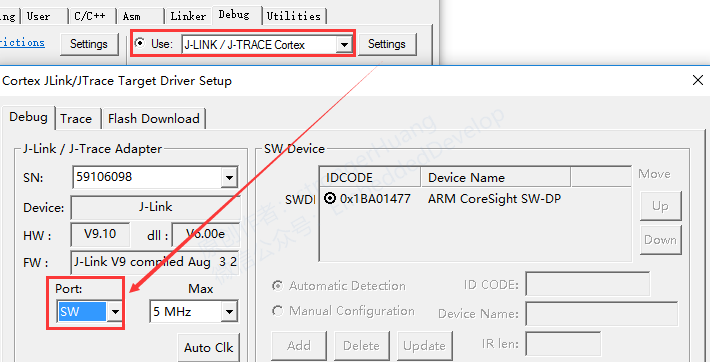 ing User C/C++ Asm Linker Debug Utilities
rictions Settings Use: J-LINK / J-TRACE Cortex Settings
Cortex JLink/JTrace Target Driver Setup
Debug Trace Flash Download
J-Link / J-Trace Adapter
SN: 59106098
Device: J-Link
HW : V9.10 dll : V6.00e
FW : J-Link V9 compiled Aug 3 2
Port: Max
SW 5 MHz
Auto Clk
SW Device
IDCODE Device Name Move
SWDI 0x1BA01477 ARM CoreSight SW-DP
Up
Down
Automatic Detection ID CODE:
Manual Configuration Device Name:
Add Delete Update IR len: